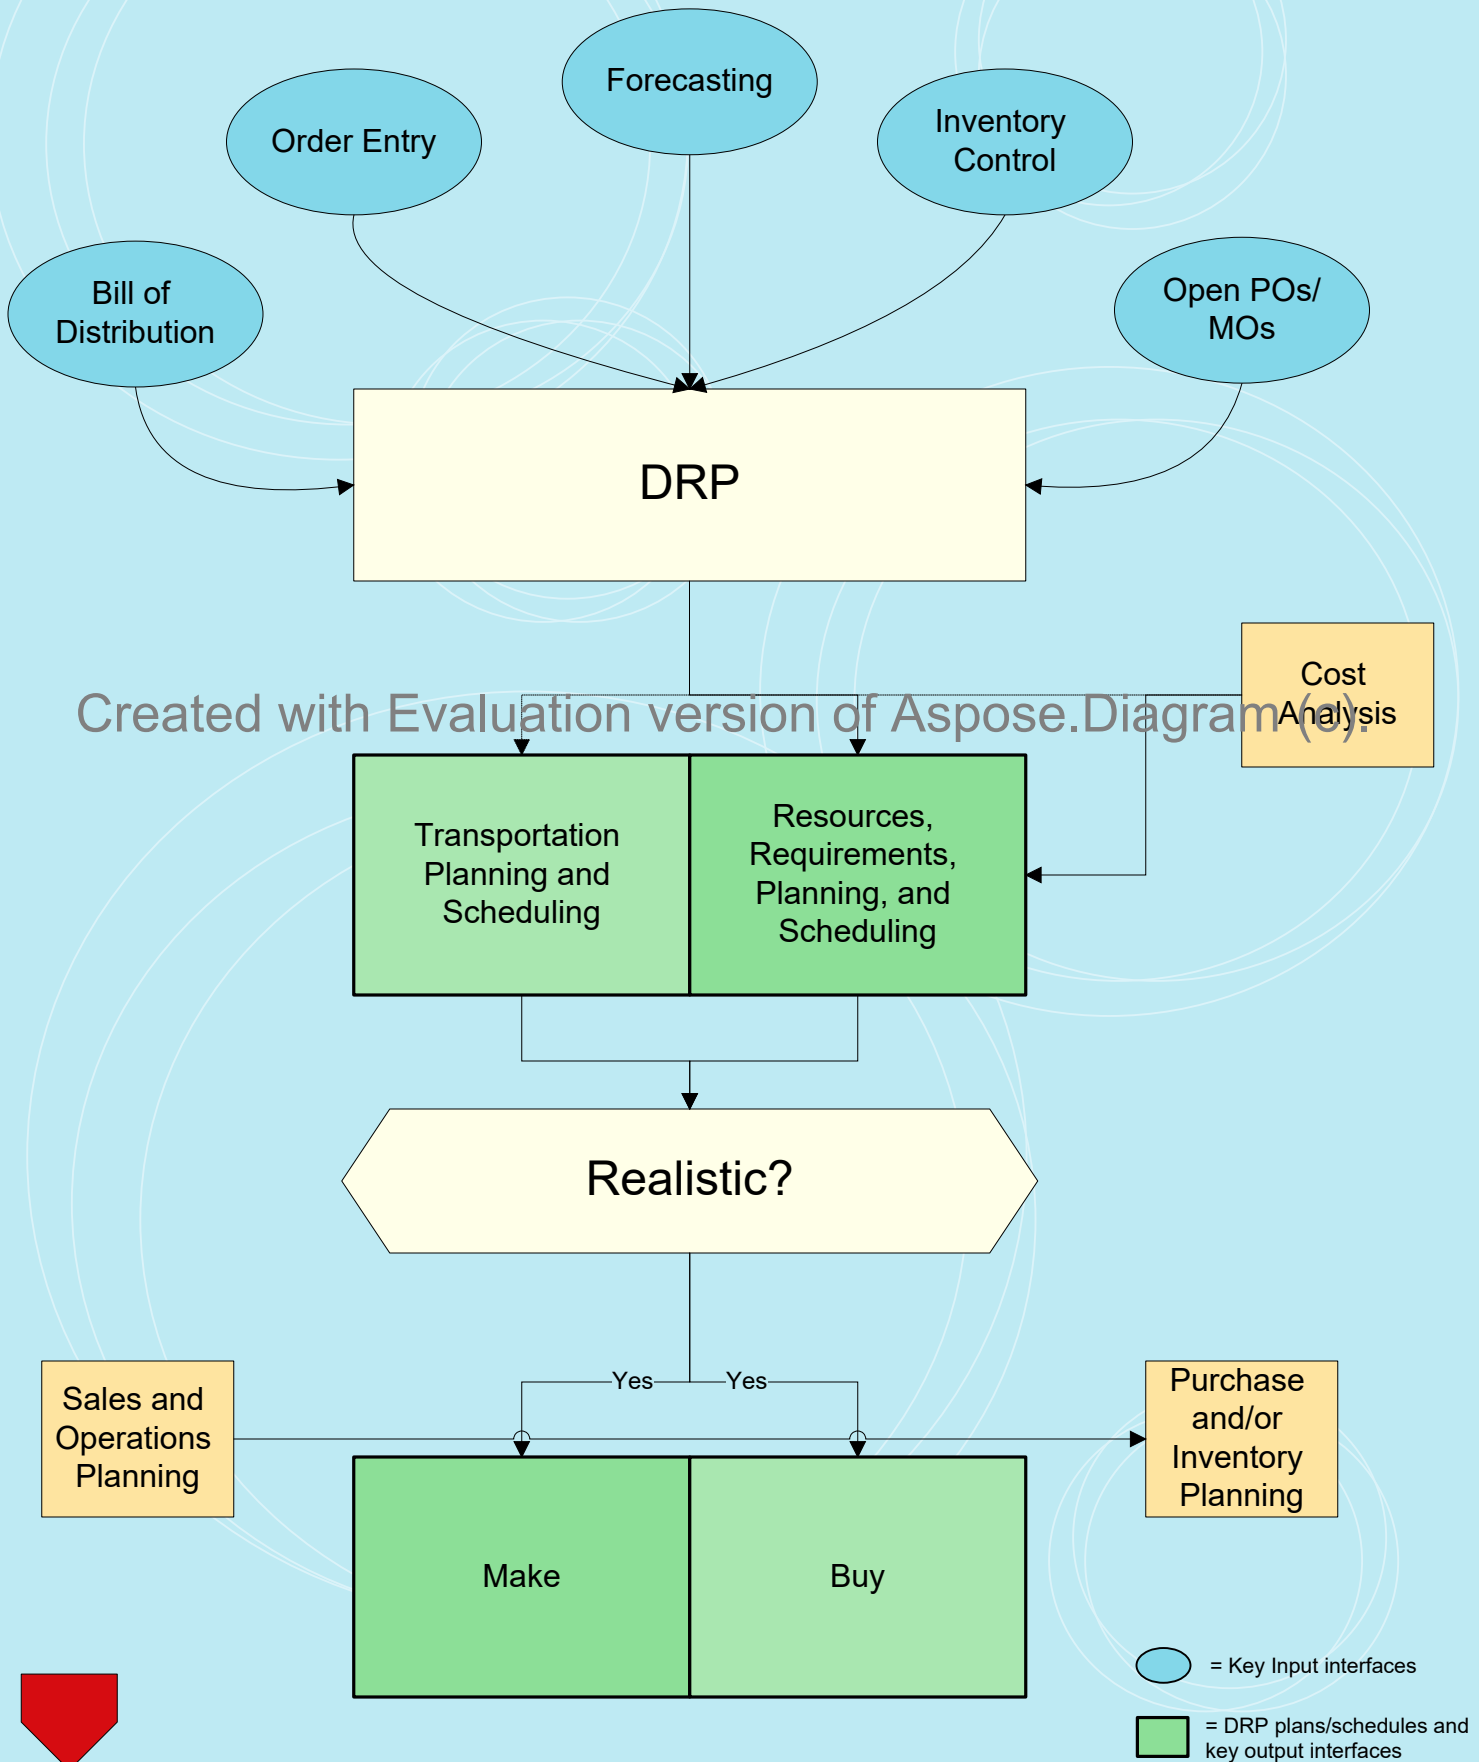 Forecasting
Order Entry
Inventory
Control
Bill of
Distribution
Open POs/
MOs
DRP
Cost
Analysis
Created with Evaluation version of Aspose.Diagram (c).
Transportation
Planning and
Scheduling
Resources,
Requirements,
Planning, and
Scheduling
Realistic?
Yes
Yes
Sales and
Operations
Planning
Purchase
and/or
Inventory
Planning
Make
Buy
= Key Input interfaces
= DRP plans/schedules and
key output interfaces